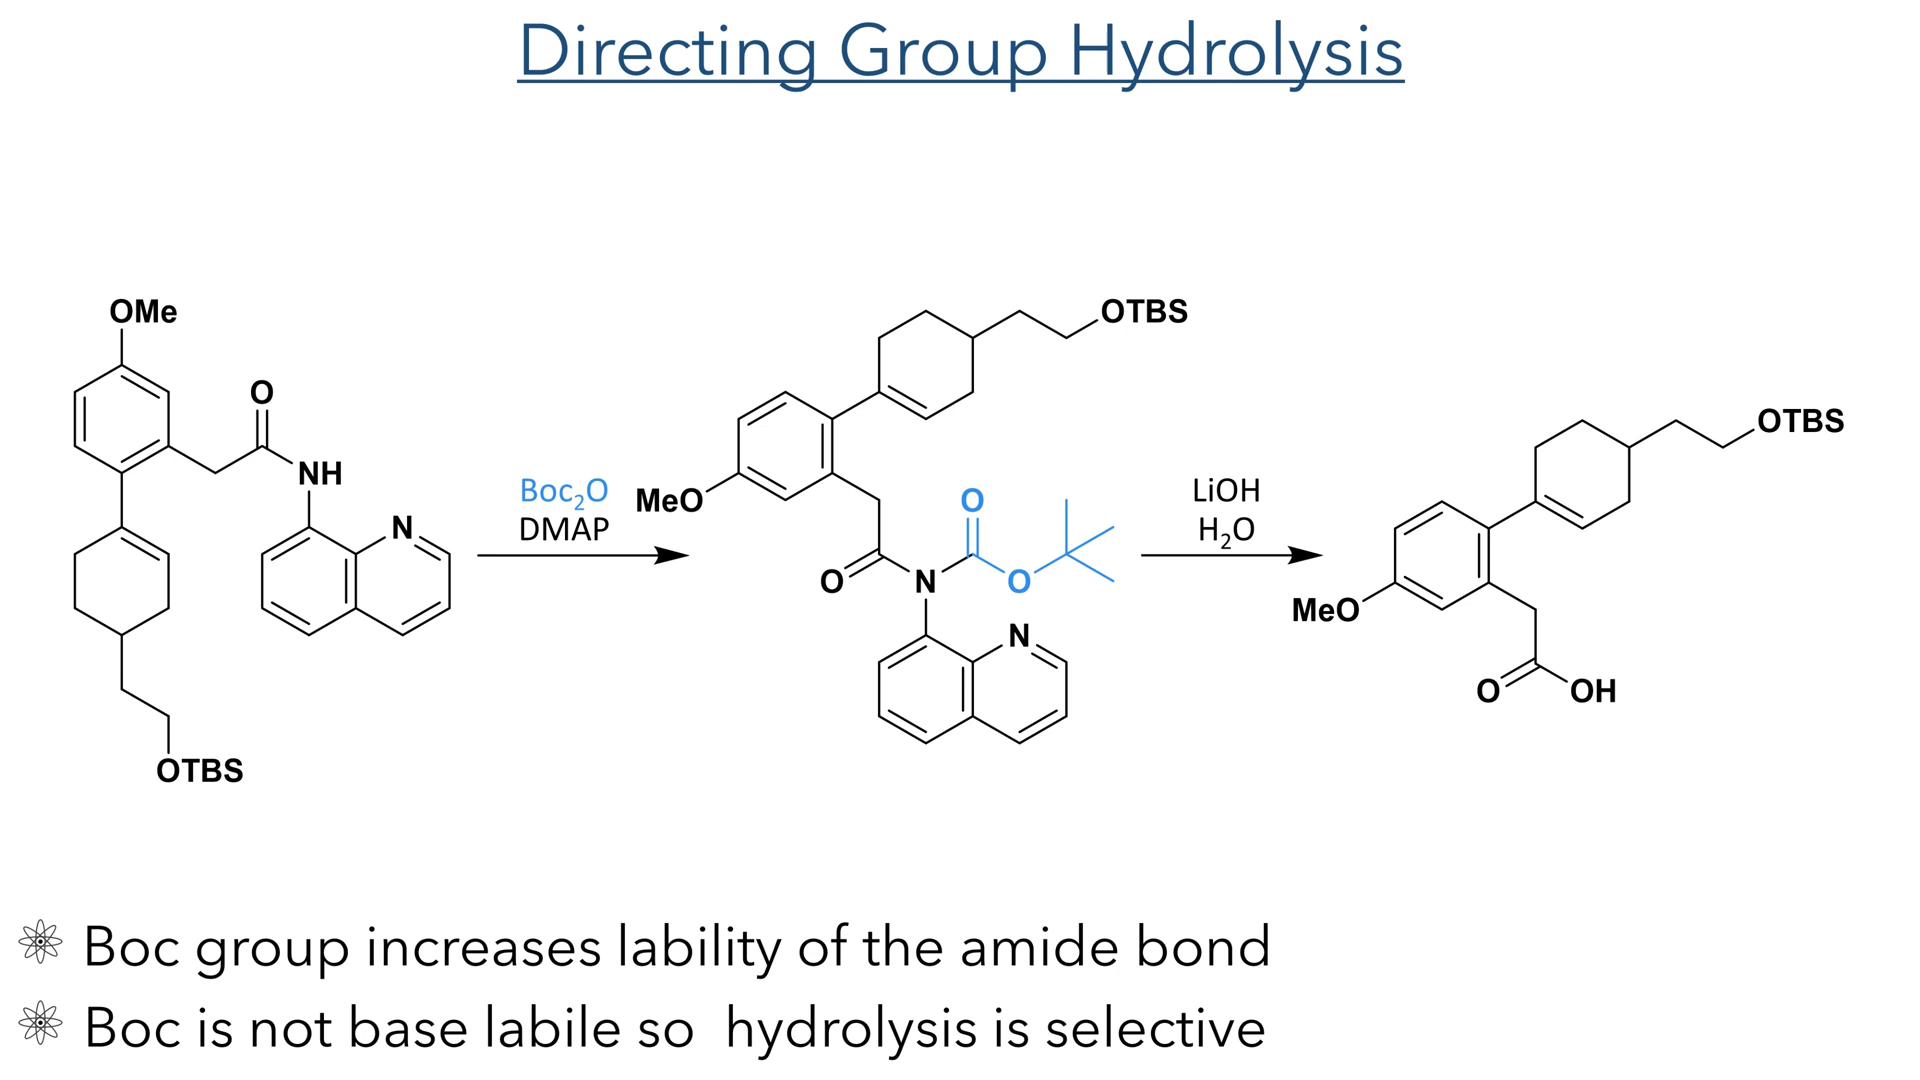 Directing Group Hydrolysis
OMe
O
NH
N
OTBS
Boc₂O
DMAP
OTBS
MeO
O
O
N
O
N
LiOH
H₂O
OTBS
MeO
O
OH
Boc group increases lability of the amide bond
Boc is not base labile so  hydrolysis is selective